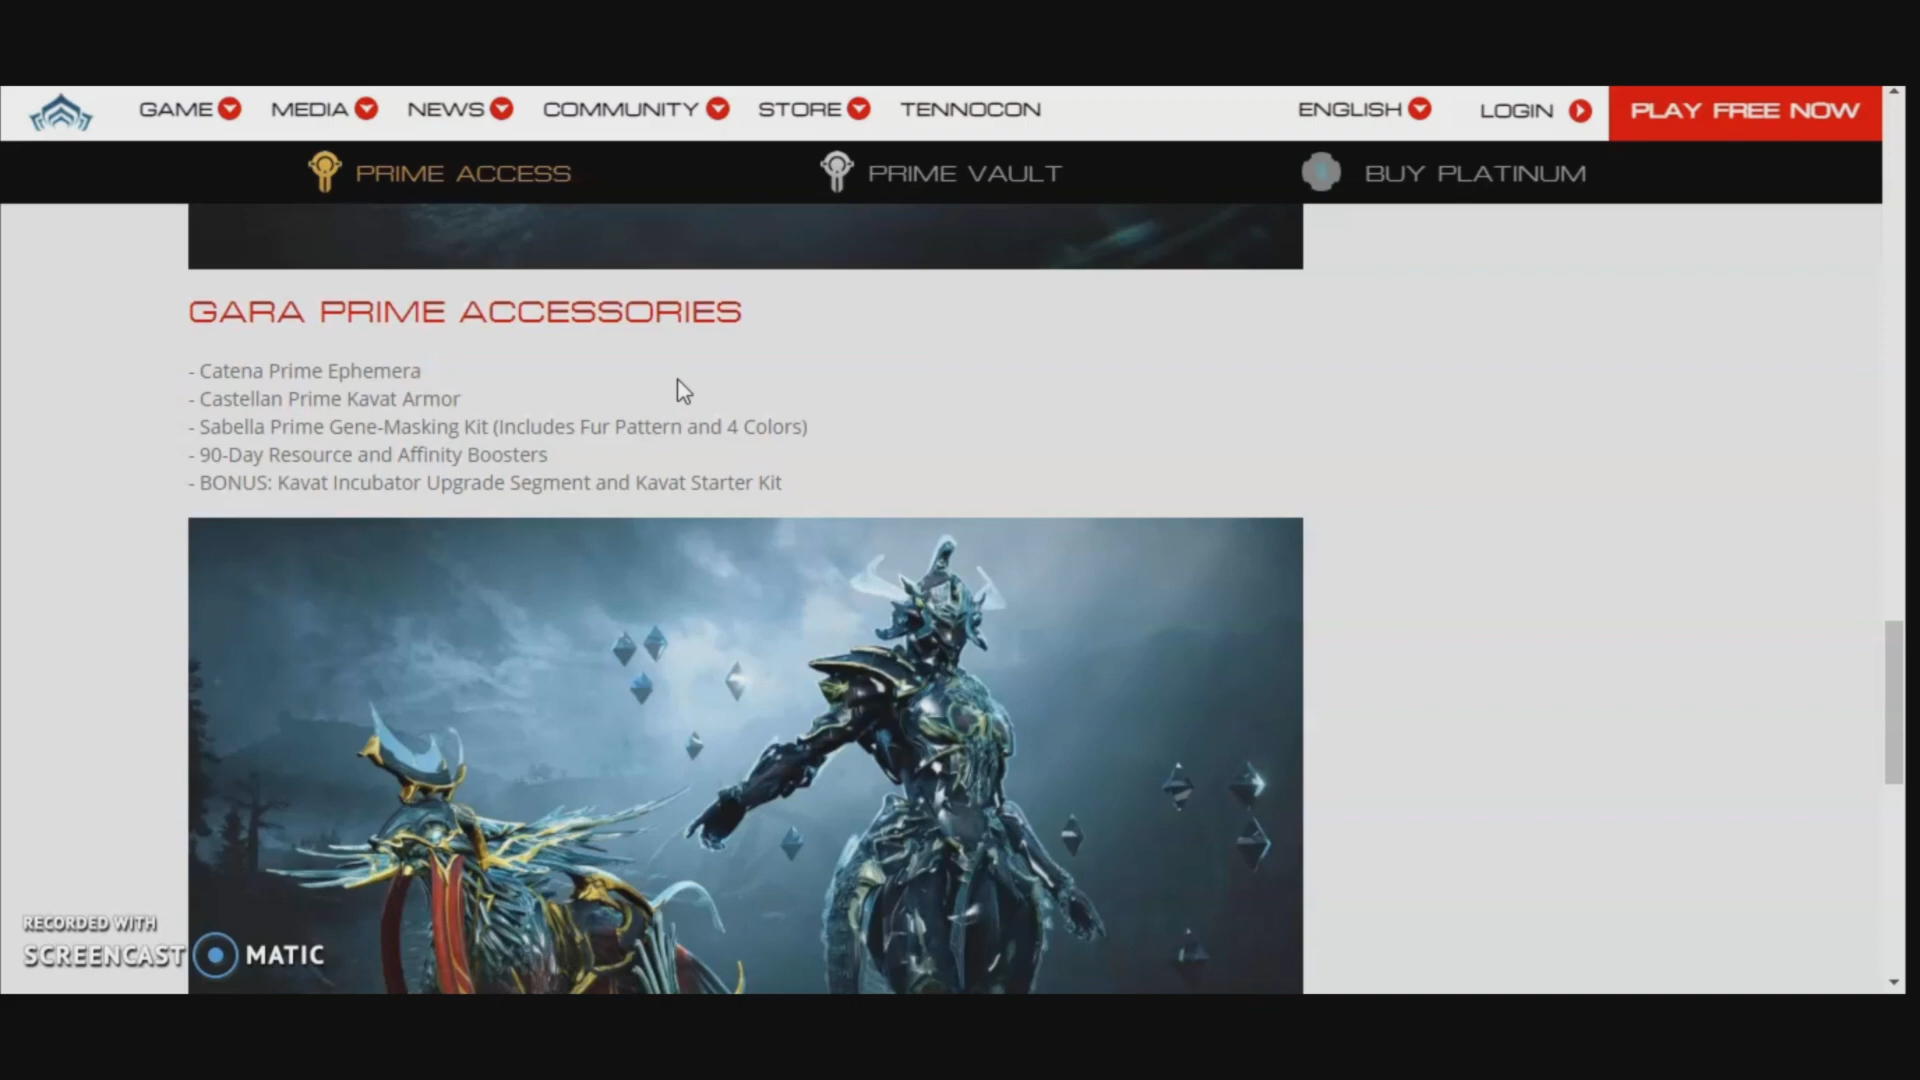 GAME MEDIA NEWS COMMUNITY STORE TENNOCON ENGLISH LOGIN PLAY FREE NOW
PRIME ACCESS PRIME VAULT BUY PLATINUM
GARA PRIME ACCESSORIES
- Catena Prime Ephemera
- Castellan Prime Kavat Armor
- Sabella Prime Gene-Masking Kit (Includes Fur Pattern and 4 Colors)
- 90-Day Resource and Affinity Boosters
- BONUS: Kavat Incubator Upgrade Segment and Kavat Starter Kit
RECORDED WITH
SCREENCAST MATIC